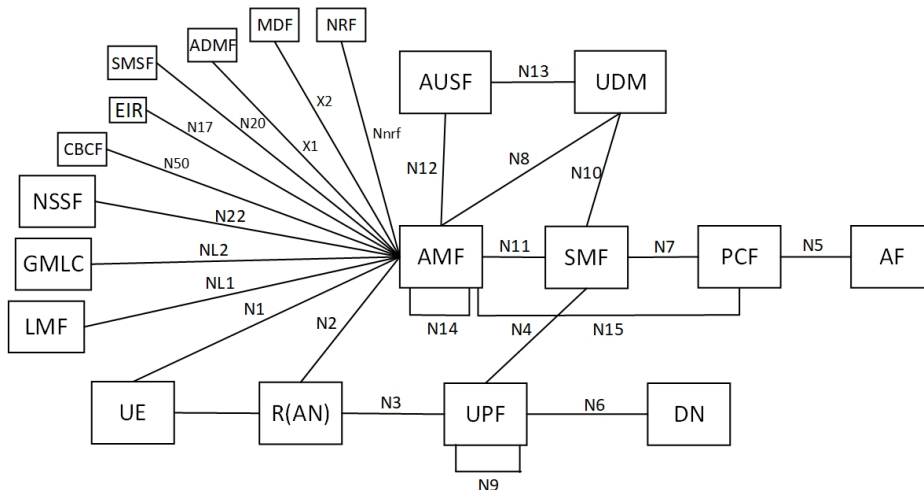 MDF
NRF
ADMF
SMSF
EIR
CBCF
NSSF
GMLC
LMF
X2
Nnrf
N20
X1
N17
N50
N22
NL2
NL1
N1
N2
AUSF
N13
UDM
N12
N8
N10
AMF
N11
SMF
N7
PCF
N5
AF
N14
N4
N15
UE
R(AN)
N3
UPF
N6
DN
N9